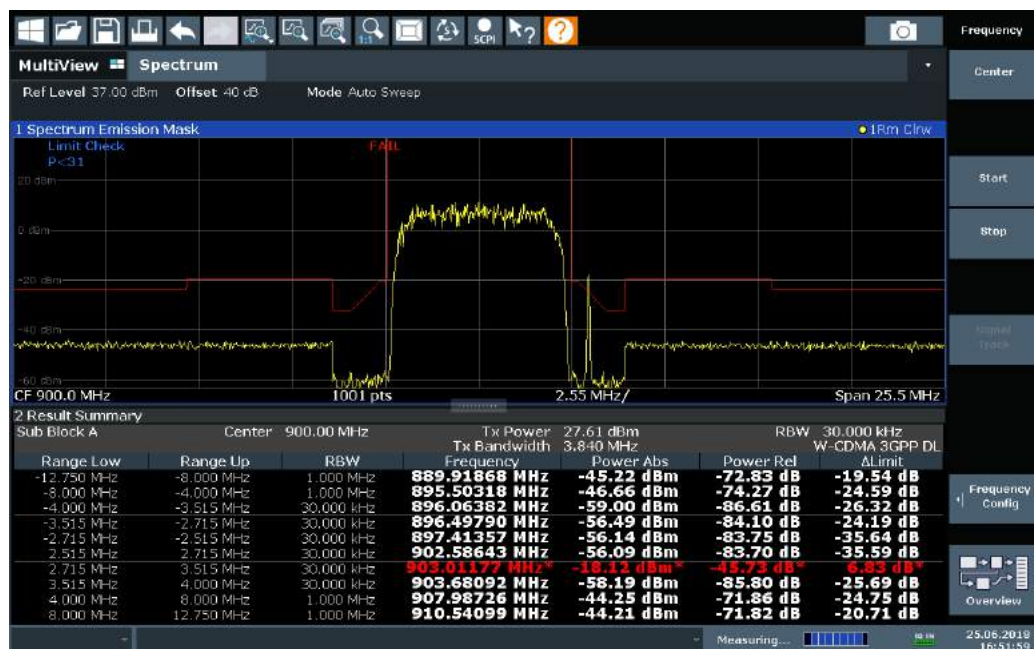 1:1
SCPI
?
?
Frequency
MultiView Spectrum
Center
Ref Level 37.00 dBm Offset 40 dB Mode Auto Sweep
1 Spectrum Emission Mask 1Rm Clrw
Limit Check FAIL
P<31
20 dBm
Start
0 dBm
Stop
-20 dBm
-40 dBm
Signal
Track
-60 dBm
CF 900.0 MHz 1001 pts 2.55 MHz/ Span 25.5 MHz
2 Result Summary
Sub Block A Center 900.00 MHz Tx Power 27.61 dBm RBW 30.000 kHz
Tx Bandwidth 3.840 MHz W-CDMA 3GPP DL
Range Low Range Up RBW Frequency Power Abs Power Rel ΔLimit
-12.750 MHz -8.000 MHz 1.000 MHz 889.91868 MHz -45.22 dBm -72.83 dB -19.54 dB
-8.000 MHz -4.000 MHz 1.000 MHz 895.50318 MHz -46.66 dBm -74.27 dB -24.59 dB
-4.000 MHz -3.515 MHz 30.000 kHz 896.06382 MHz -59.00 dBm -86.61 dB -26.32 dB
-3.515 MHz -2.715 MHz 30.000 kHz 896.49790 MHz -56.49 dBm -84.10 dB -24.19 dB
-2.715 MHz -2.515 MHz 30.000 kHz 897.41357 MHz -56.14 dBm -83.75 dB -35.64 dB
2.515 MHz 2.715 MHz 30.000 kHz 902.58643 MHz -56.09 dBm -83.70 dB -35.59 dB
2.715 MHz 3.515 MHz 30.000 kHz 903.01177 MHz* -18.12 dBm* -45.73 dB* 6.83 dB*
3.515 MHz 4.000 MHz 30.000 kHz 903.68092 MHz -58.19 dBm -85.80 dB -25.69 dB
4.000 MHz 8.000 MHz 1.000 MHz 907.98726 MHz -44.25 dBm -71.86 dB -24.75 dB
8.000 MHz 12.750 MHz 1.000 MHz 910.54099 MHz -44.21 dBm -71.82 dB -20.71 dB
Frequency
Config
Overview
Measuring...
25.06.2018
16:51:59